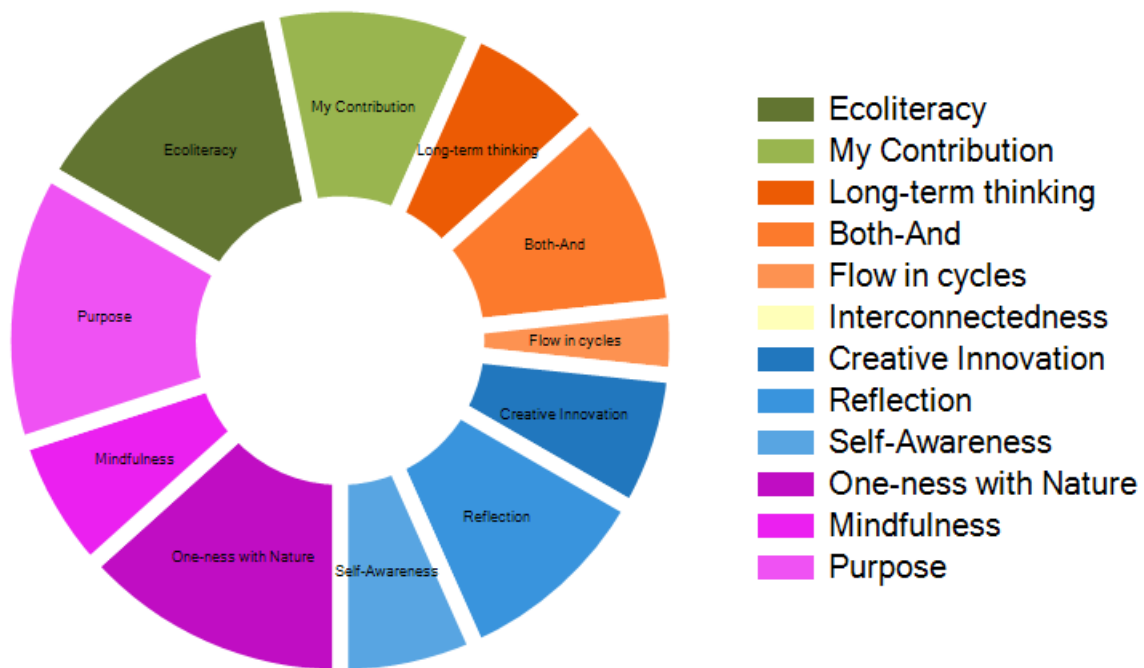 My Contribution
Long-term thinking
Ecoliteracy
Both-And
Purpose
Flow in cycles
Creative Innovation
Mindfulness
Reflection
One-ness with Nature
Self-Awareness
Ecoliteracy
My Contribution
Long-term thinking
Both-And
Flow in cycles
Interconnectedness
Creative Innovation
Reflection
Self-Awareness
One-ness with Nature
Mindfulness
Purpose